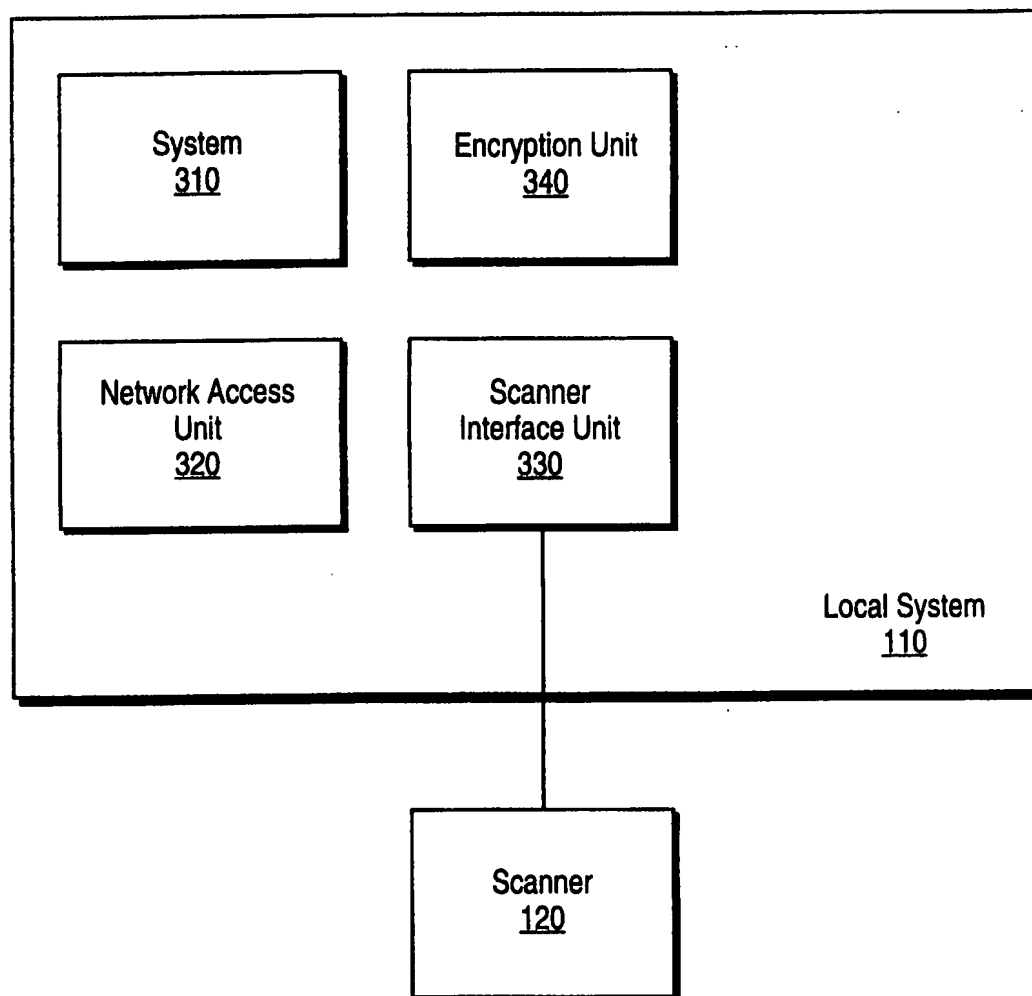 System
310
Encryption Unit
340
Network Access
Unit
320
Scanner
Interface Unit
330
Local System
110
Scanner
120